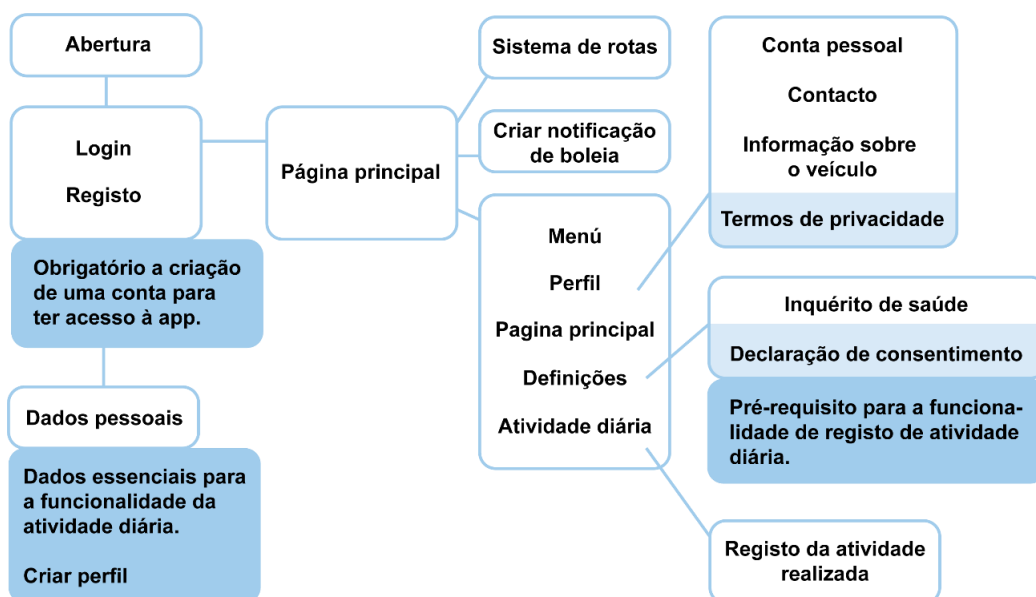 Abertura
Login
Registo
Obrigatório a criação
de uma conta para
ter acesso à app.
Dados pessoais
Dados essenciais para
a funcionalidade da
atividade diária.
Criar perfil
Página principal
Sistema de rotas
Criar notificação
de boleia
Menú
Perfil
Pagina principal
Definições
Atividade diária
Conta pessoal
Contacto
Informação sobre
o veículo
Termos de privacidade
Inquérito de saúde
Declaração de consentimento
Pré-requisito para a funciona-
lidade de registo de atividade
diária.
Registo da atividade
realizada